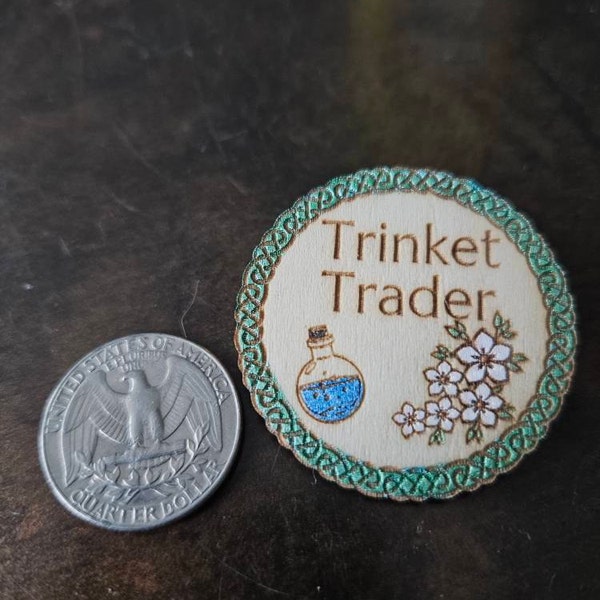 Trinket
Trader
UNITED STATES OF AMERICA
QUARTER DOLLAR